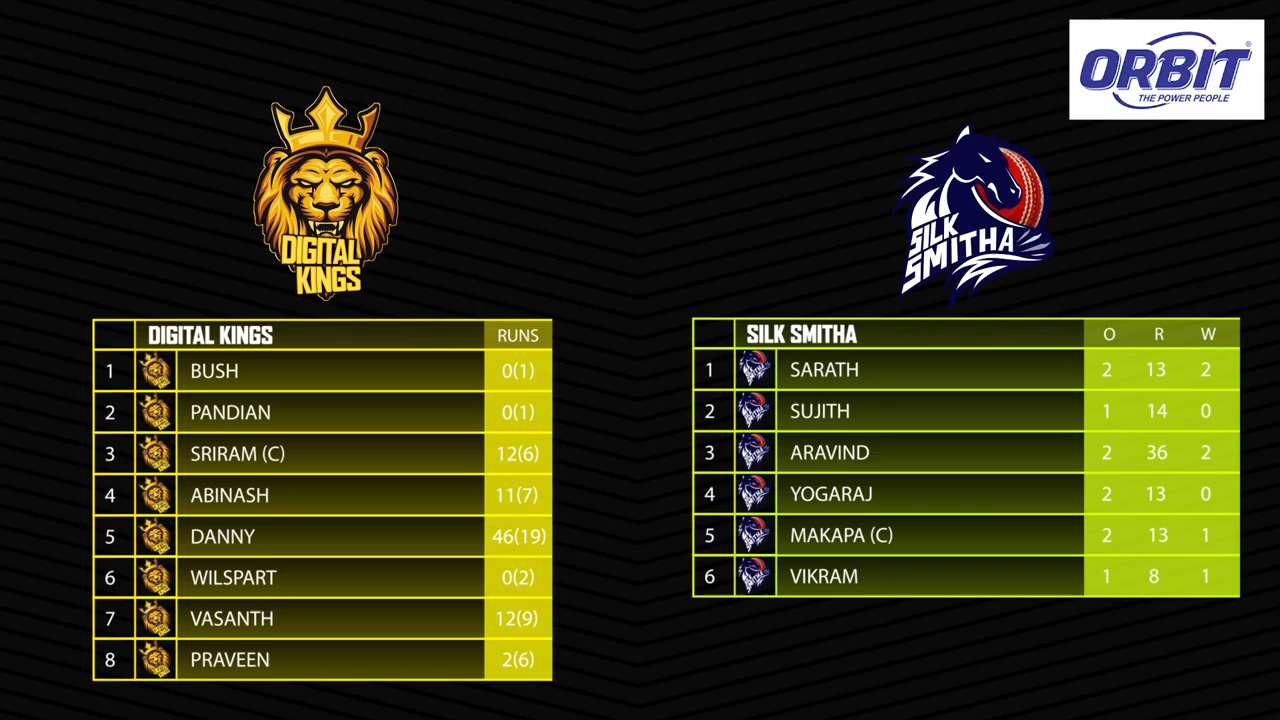 ORBIT®
THE POWER PEOPLE
DIGITAL
KINGS
SILK
SMITHA
DIGITAL KINGS RUNS
1 BUSH 0(1)
2 PANDIAN 0(1)
3 SRIRAM (C) 12(6)
4 ABINASH 11(7)
5 DANNY 46(19)
6 WILSPART 0(2)
7 VASANTH 12(9)
8 PRAVEEN 2(6)
SILK SMITHA O R W
1 SARATH 2 13 2
2 SUJITH 1 14 0
3 ARAVIND 2 36 2
4 YOGARAJ 2 13 0
5 MAKAPA (C) 2 13 1
6 VIKRAM 1 8 1